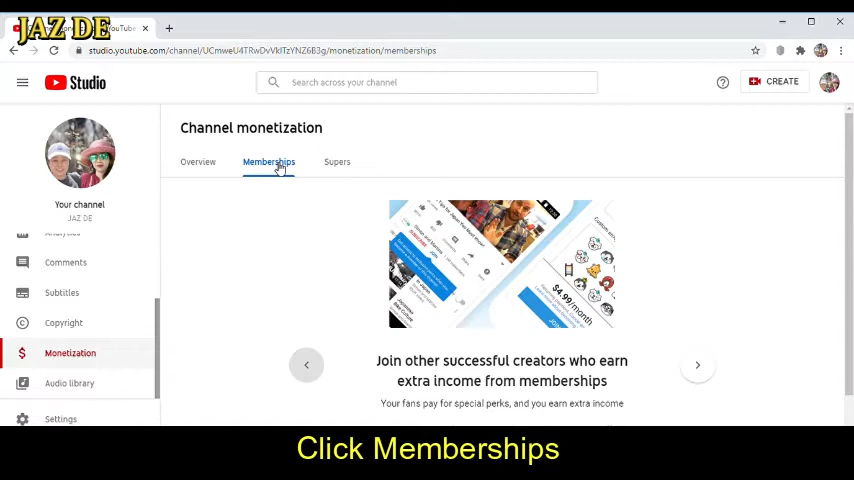 JAZ DE
YouTube
studio.youtube.com/channel/UCmweU4TRwDvVklTzYNZ6B3g/monetization/memberships
Studio
Search across your channel
CREATE
Your channel
JAZ DE
Analytics
Comments
Subtitles
Copyright
Monetization
Audio library
Settings
Channel monetization
Overview
Memberships
Supers
$4.99/month
JOIN
Join other successful creators who earn
extra income from memberships
Your fans pay for special perks, and you earn extra income
Click Memberships